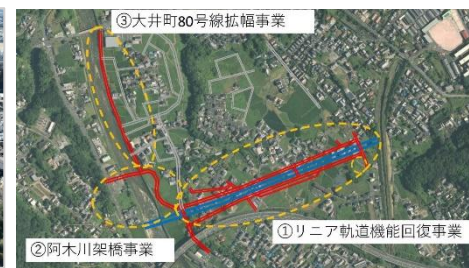 ③大井町80号線拡幅事業
①リニア軌道機能回復事業
②阿木川架橋事業